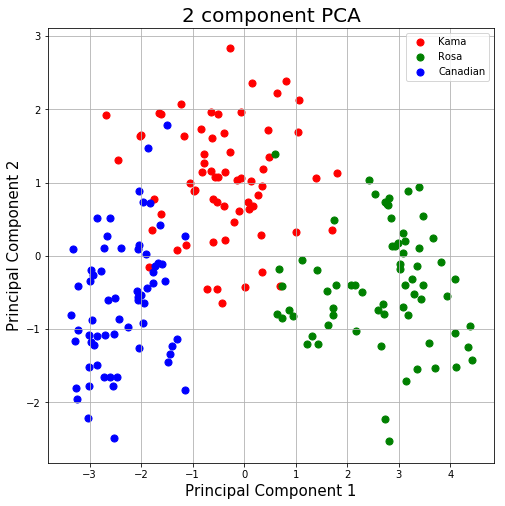 2 component PCA
Kama
Rosa
Canadian
3
2
1
0
−1
−2
Principal Component 2
−3
−2
−1
0
1
2
3
4
Principal Component 1